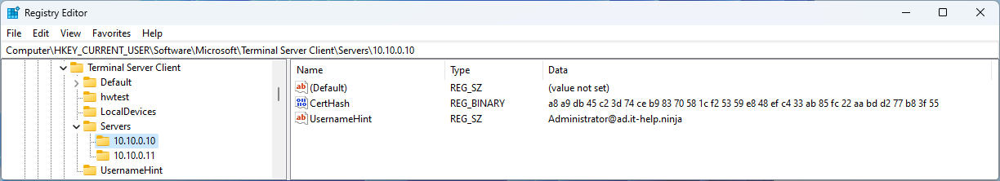 Registry Editor
File Edit View Favorites Help
Computer\HKEY_CURRENT_USER\Software\Microsoft\Terminal Server Client\Servers\10.10.0.10
Terminal Server Client
Default
hwtest
LocalDevices
Servers
10.10.0.10
10.10.0.11
UsernameHint
Name Type Data
(Default) REG_SZ (value not set)
CertHash REG_BINARY a8 a9 db 45 c2 3d 74 ce b9 83 70 58 1c f2 53 59 e8 48 ef c4 33 ab 85 fc 22 aa bd d2 77 b8 3f 55
UsernameHint REG_SZ Administrator@ad.it-help.ninja